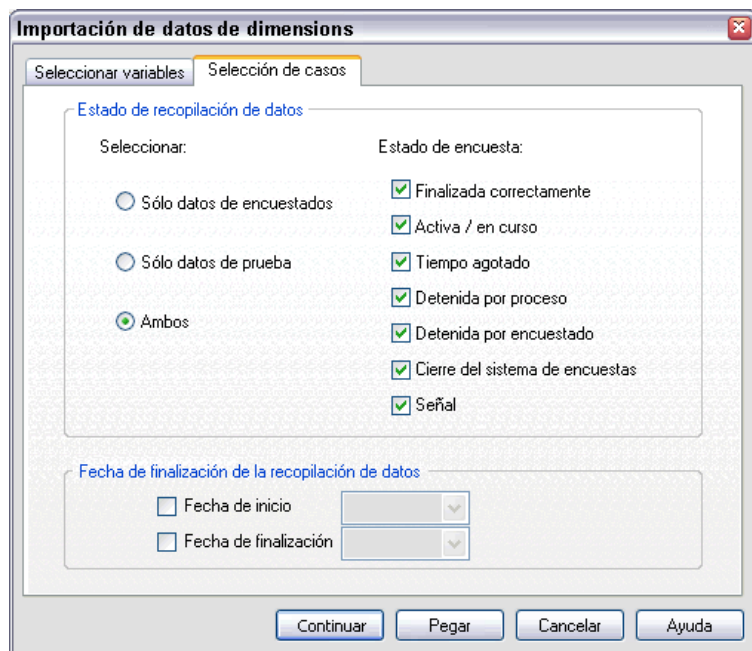 Importación de datos de dimensions
Seleccionar variables
Selección de casos
Estado de recopilación de datos
Seleccionar:
Sólo datos de encuestados
Sólo datos de prueba
Ambos
Estado de encuesta:
Finalizada correctamente
Activa / en curso
Tiempo agotado
Detenida por proceso
Detenida por encuestado
Cierre del sistema de encuestas
Señal
Fecha de finalización de la recopilación de datos
Fecha de inicio
Fecha de finalización
Continuar
Pegar
Cancelar
Ayuda